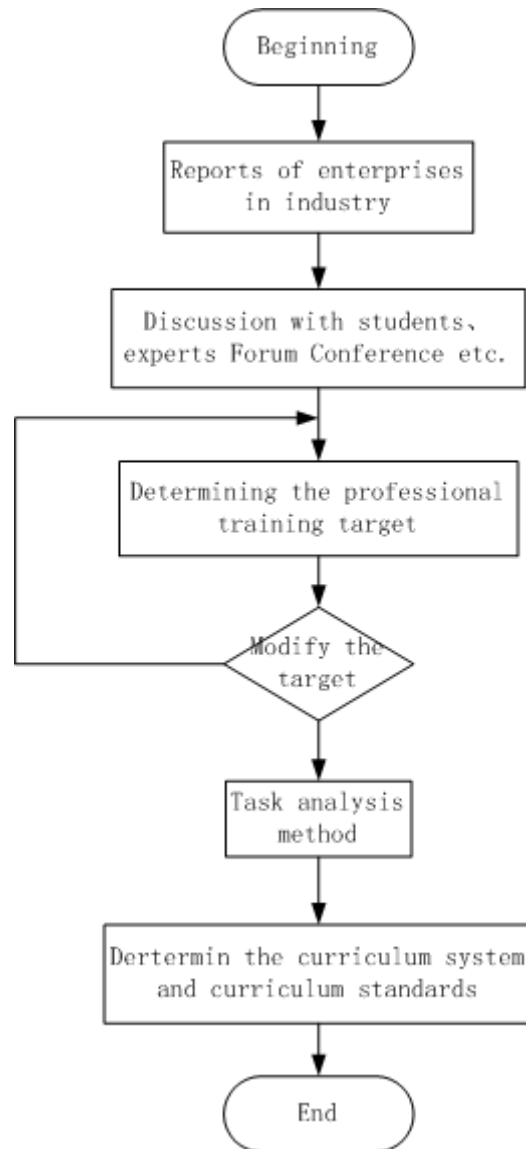 Beginning
Reports of enterprises
in industry
Discussion with students、
experts Forum Conference etc.
Determining the professional
training target
Modify the
target
Task analysis
method
Dertermin the curriculum system
and curriculum standards
End